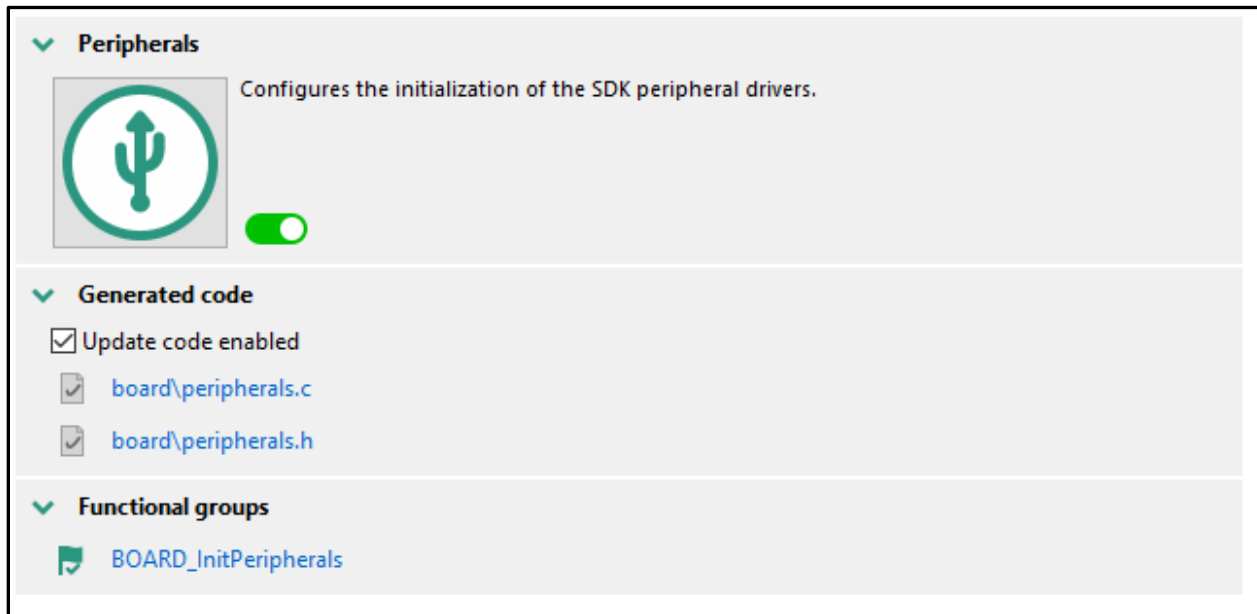 Peripherals
Configures the initialization of the SDK peripheral drivers.
Generated code
Update code enabled
board\peripherals.c
board\peripherals.h
Functional groups
BOARD_InitPeripherals